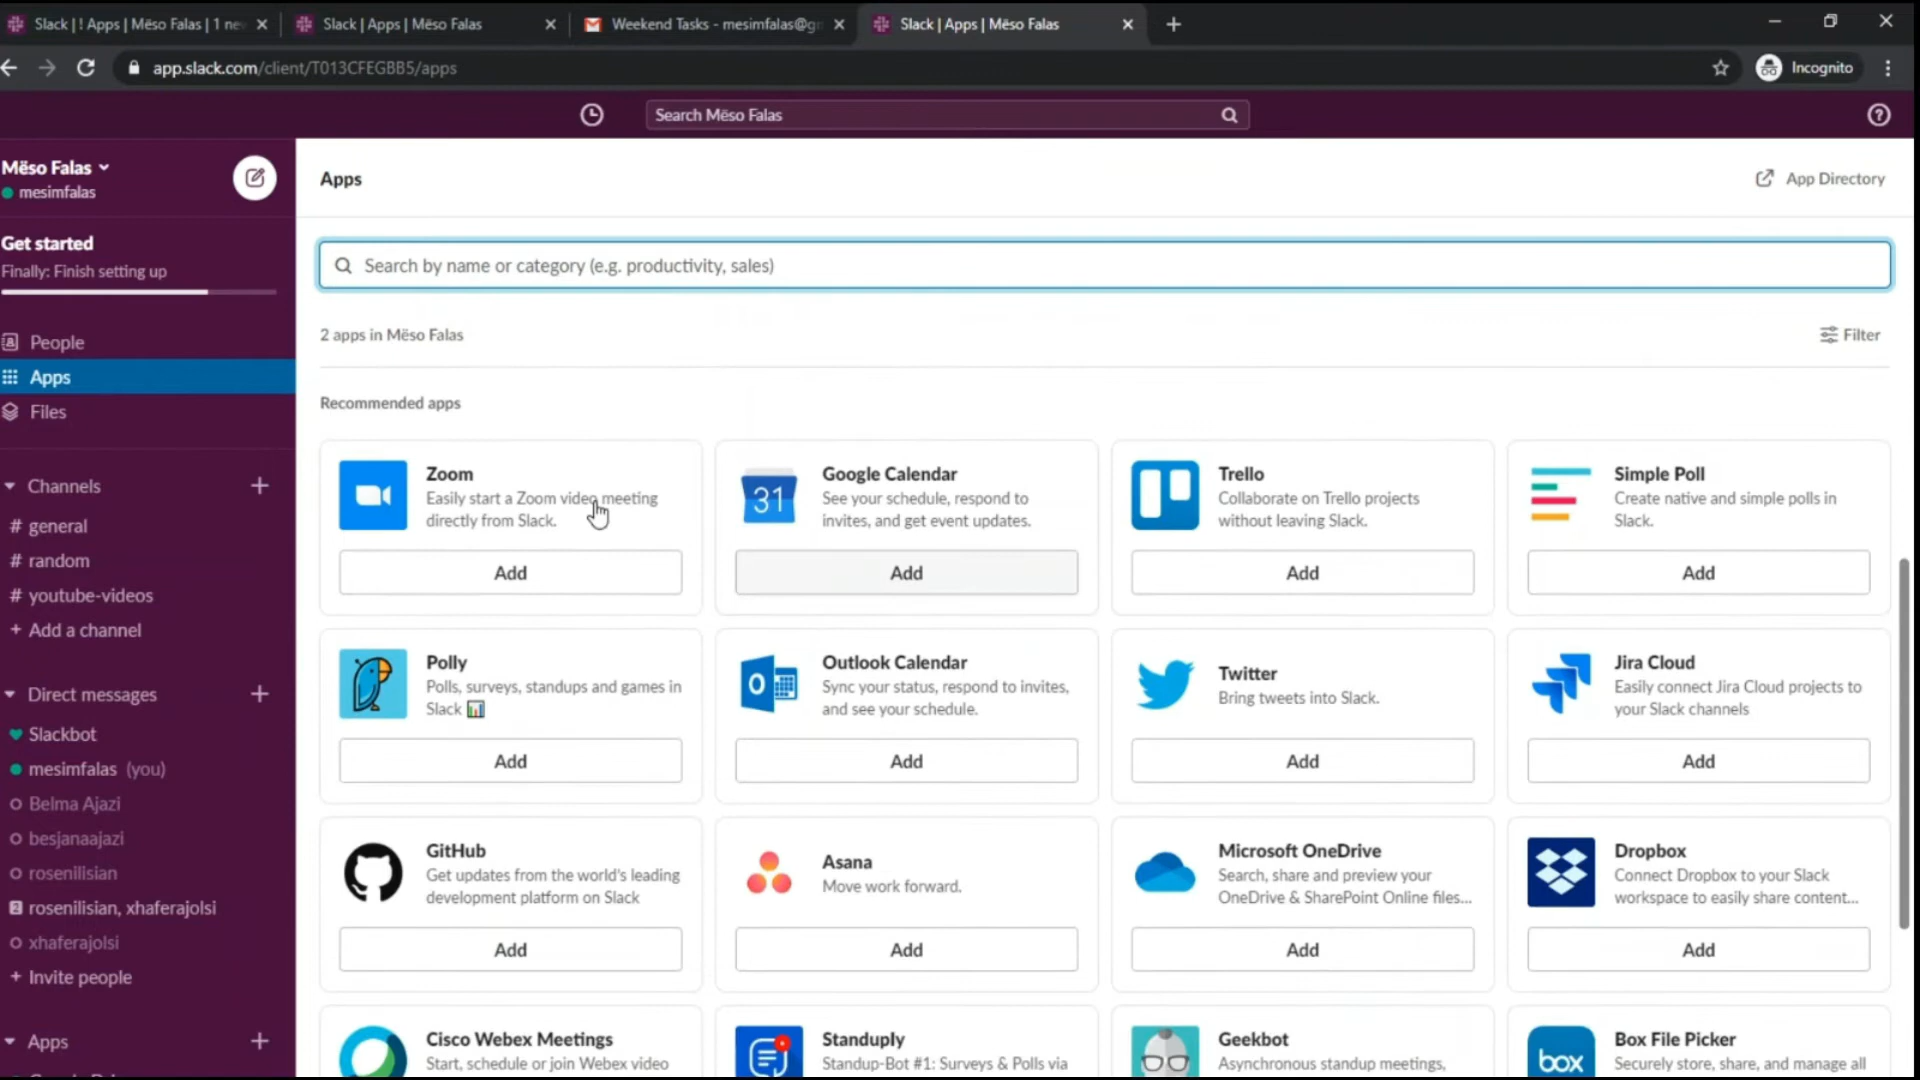 Slack | ! Apps | Mëso Falas | 1 nev
Slack | Apps | Mëso Falas
Weekend Tasks - mesimfalas@gm
Slack | Apps | Mëso Falas
app.slack.com/client/T013CFEGBB5/apps
Incognito
Search Mëso Falas
Mëso Falas
mesimfalas
Get started
Finally: Finish setting up
People
Apps
Files
Channels
# general
# random
# youtube-videos
+ Add a channel
Direct messages
Slackbot
mesimfalas (you)
Belma Ajazi
besjanaajazi
rosenilisian
2 rosenilisian, xhaferajolsi
xhaferajolsi
+ Invite people
Apps
Apps
App Directory
Search by name or category (e.g. productivity, sales)
2 apps in Mëso Falas
Filter
Recommended apps
Zoom
Easily start a Zoom video meeting
directly from Slack.
Add
31
Google Calendar
See your schedule, respond to
invites, and get event updates.
Add
Trello
Collaborate on Trello projects
without leaving Slack.
Add
Simple Poll
Create native and simple polls in
Slack.
Add
Polly
Polls, surveys, standups and games in
Slack
Add
Outlook Calendar
Sync your status, respond to invites,
and see your schedule.
Add
Twitter
Bring tweets into Slack.
Add
Jira Cloud
Easily connect Jira Cloud projects to
your Slack channels
Add
GitHub
Get updates from the world's leading
development platform on Slack
Add
Asana
Move work forward.
Add
Microsoft OneDrive
Search, share and preview your
OneDrive & SharePoint Online files...
Add
Dropbox
Connect Dropbox to your Slack
workspace to easily share content...
Add
Cisco Webex Meetings
Start, schedule or join Webex video
Standuply
Standup-Bot #1: Surveys & Polls via
Geekbot
Asynchronous standup meetings,
box
Box File Picker
Securely store, share, and manage all